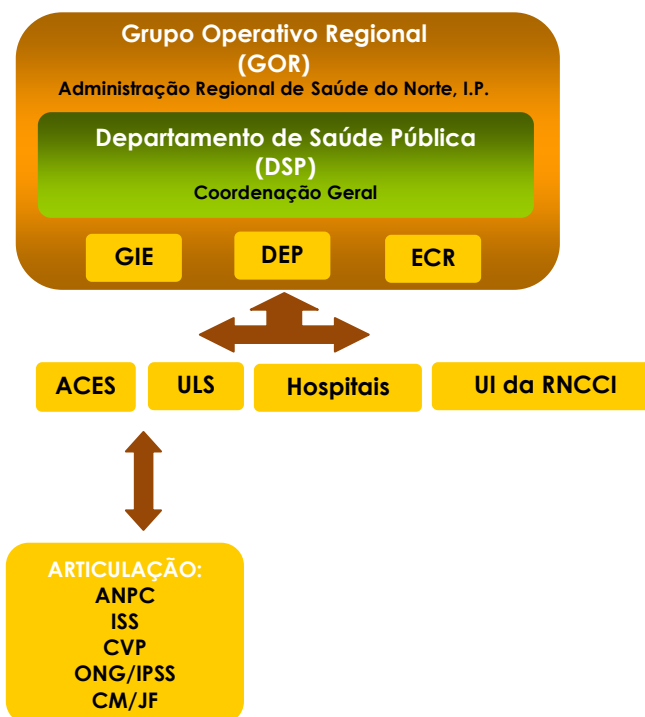 Grupo Operativo Regional
(GOR)
Administração Regional de Saúde do Norte, I.P.
Departamento de Saúde Pública
(DSP)
Coordenação Geral
GIE
DEP
ECR
ACES
ULS
Hospitais
UI da RNCCI
ARTICULAÇÃO:
ANPC
ISS
CVP
ONG/IPSS
CM/JF